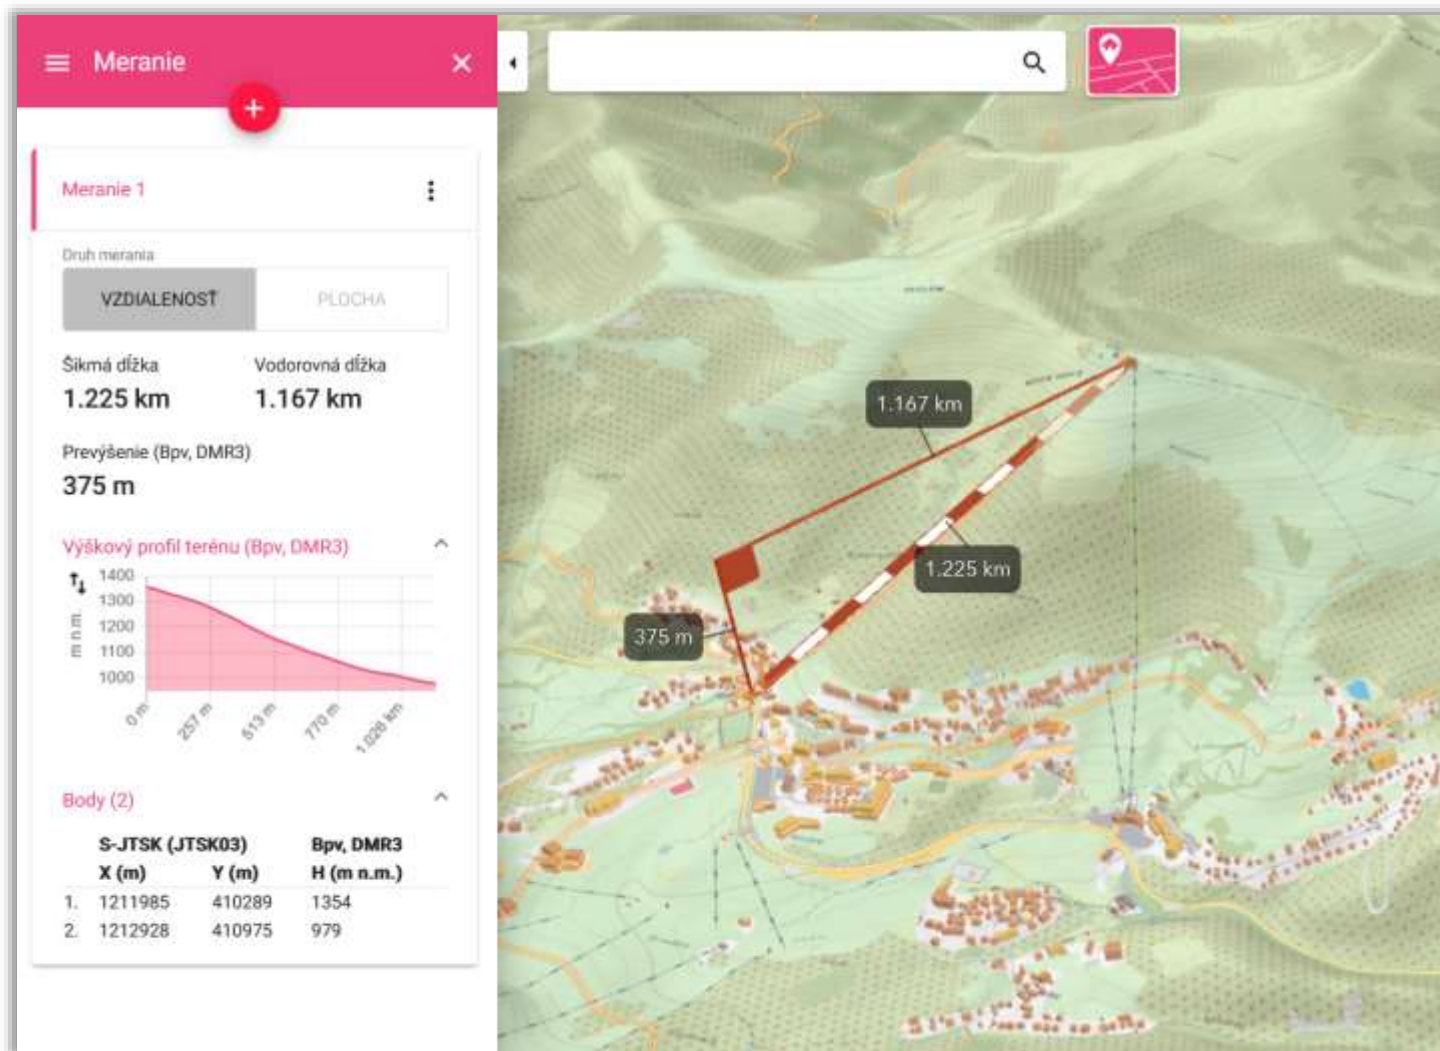 Meranie
Meranie 1
Druh merania
VZDIALENOSŤ PLOCHA
Šikmá dĺžka Vodorovná dĺžka
1.225 km 1.167 km
Prevýšenie (Bpv, DMR3)
375 m
Výškový profil terénu (Bpv, DMR3)
1400
1300
1200
1100
1000
m n.m.
0 m 257 m 513 m 770 m 1.026 km
Body (2)
S-JTSK (JTSK03) Bpv, DMR3
X (m) Y (m) H (m n.m.)
1. 1211985 410289 1354
2. 1212928 410975 979
1.167 km
1.225 km
375 m